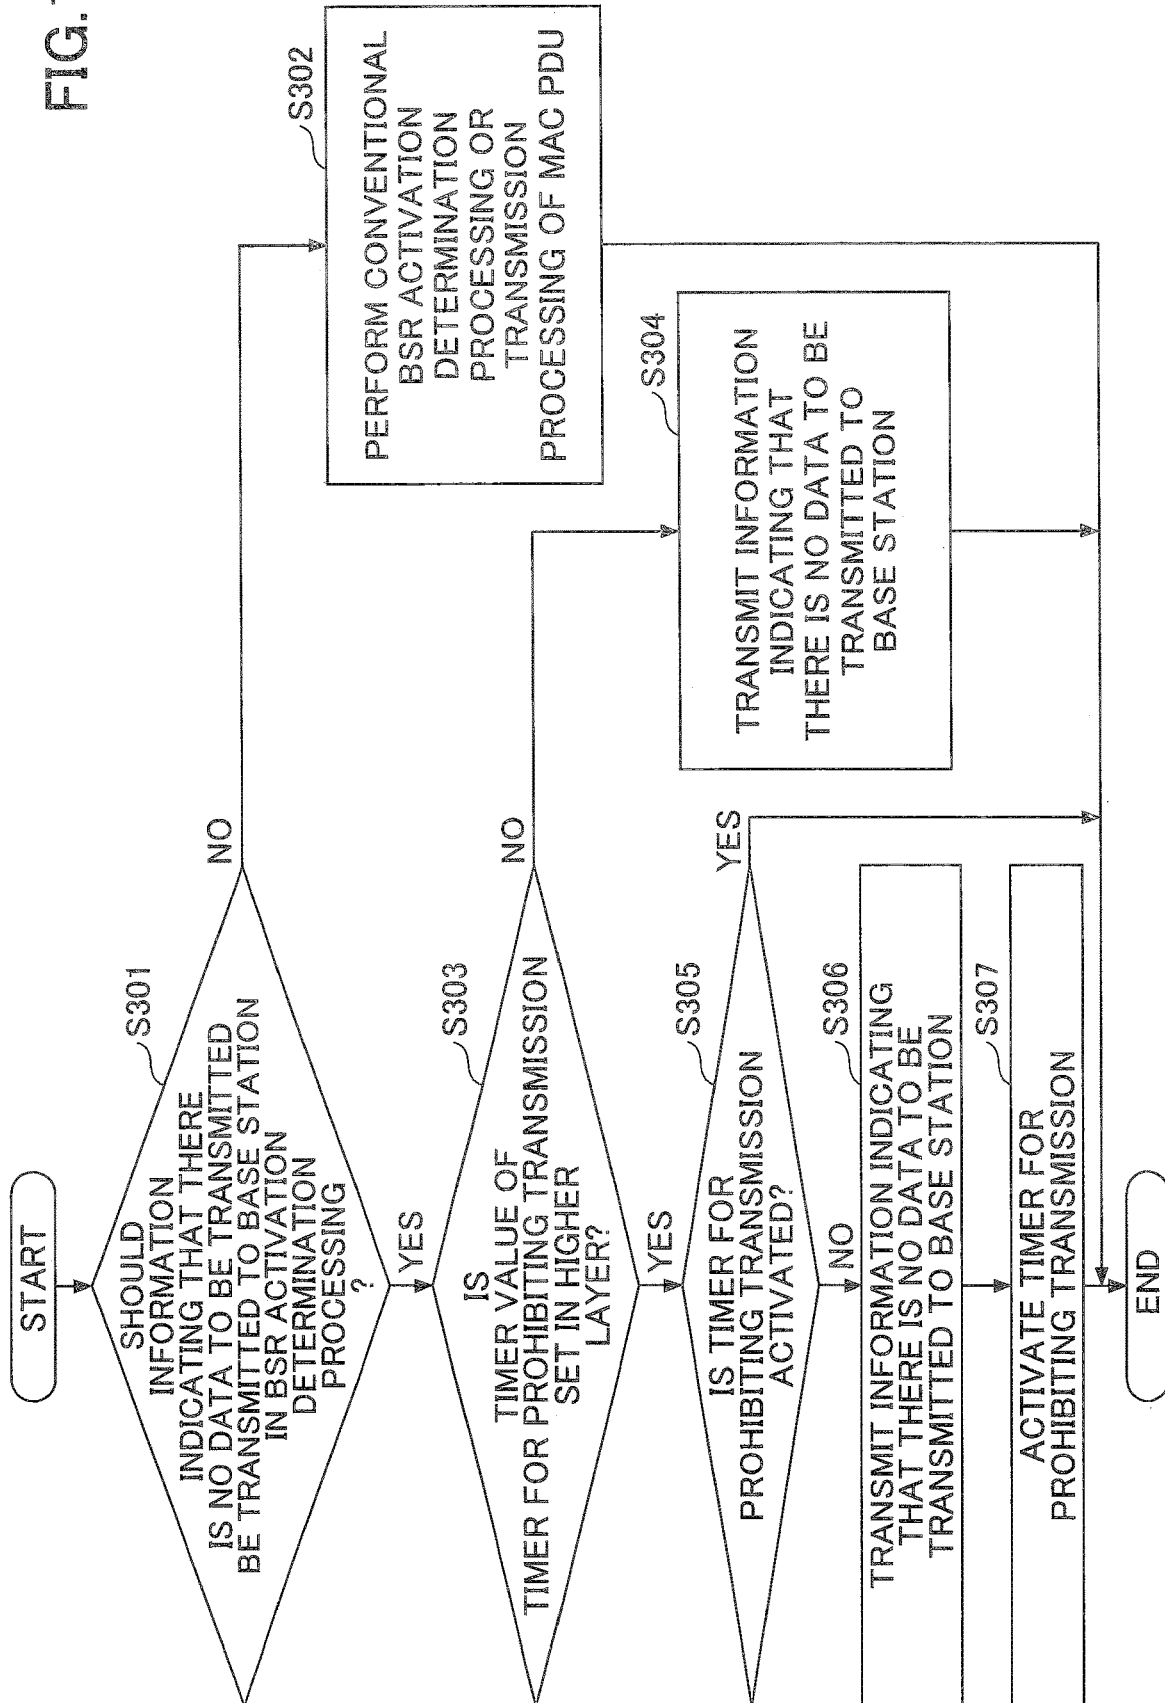 FIG.
START
SHOULD
INFORMATION
INDICATING THAT THERE
IS NO DATA TO BE TRANSMITTED
BE TRANSMITTED TO BASE STATION
IN BSR ACTIVATION
DETERMINATION
PROCESSING
?
S301
NO
YES
S302
PERFORM CONVENTIONAL
BSR ACTIVATION
DETERMINATION
PROCESSING OR
TRANSMISSION
PROCESSING OF MAC PDU
IS
TIMER VALUE OF
TIMER FOR PROHIBITING TRANSMISSION
SET IN HIGHER
LAYER?
S303
NO
YES
S304
TRANSMIT INFORMATION
INDICATING THAT
THERE IS NO DATA TO BE
TRANSMITTED TO
BASE STATION
IS TIMER FOR
PROHIBITING TRANSMISSION
ACTIVATED?
S305
YES
NO
S306
TRANSMIT INFORMATION INDICATING
THAT THERE IS NO DATA TO BE
TRANSMITTED TO BASE STATION
S307
ACTIVATE TIMER FOR
PROHIBITING TRANSMISSION
END